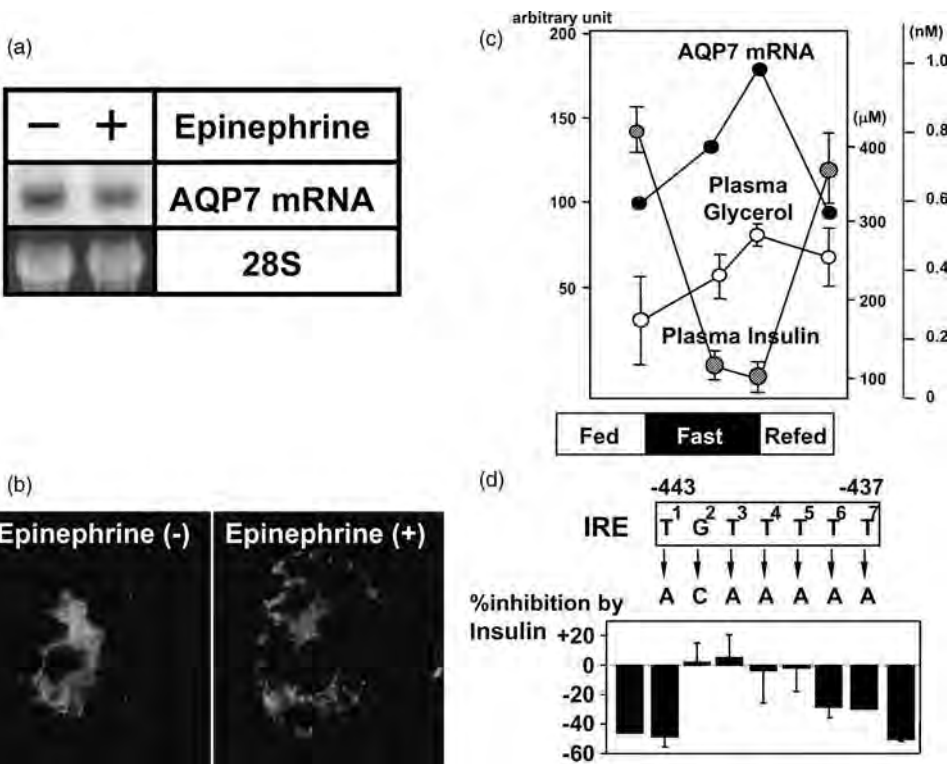 (a)
− + Epinephrine
AQP7 mRNA
28S
(b)
Epinephrine (-)
Epinephrine (+)
(c)
arbitrary unit
200
150
100
50
AQP7 mRNA
Plasma
Glycerol
Plasma Insulin
(µM)
400
300
200
100
(nM)
1.0
0.8
0.6
0.4
0.2
0
Fed Fast Refed
(d)
-443 -437
IRE T1 G2 T3 T4 T5 T6 T7
A C A A A A A
%inhibition by
Insulin
+20
0
-20
-40
-60